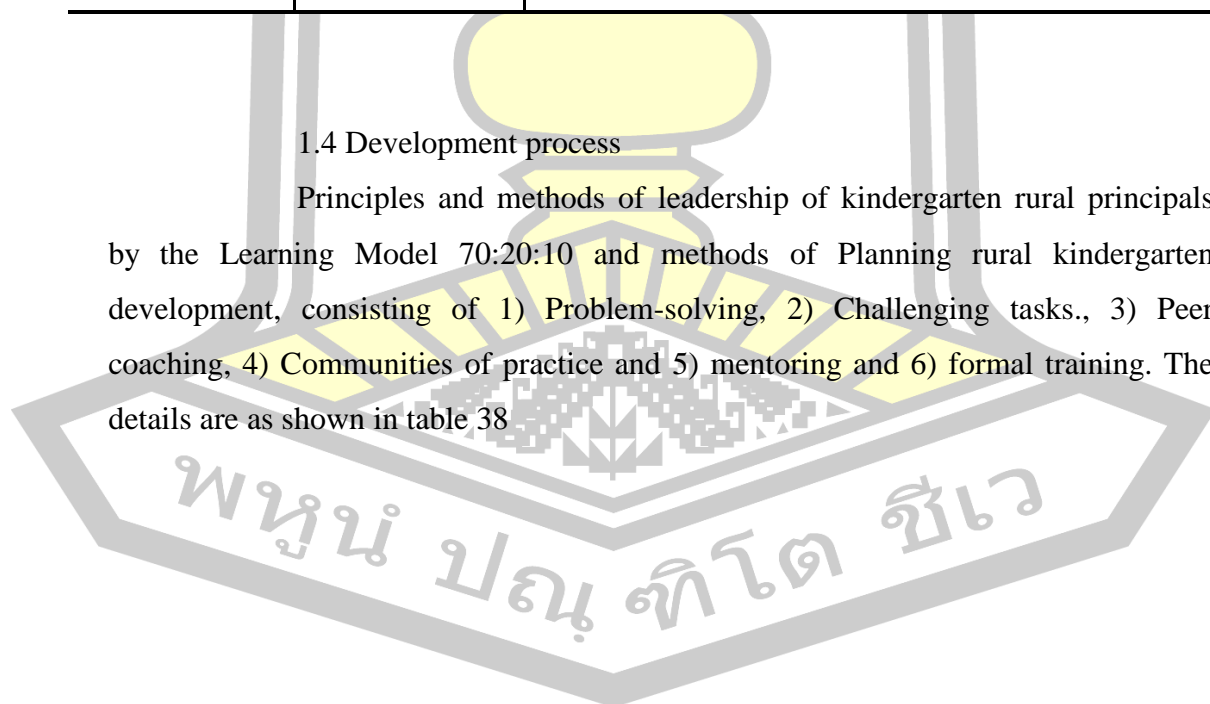 1.4 Development process
Principles and methods of leadership of kindergarten rural principals
by the Learning Model 70:20:10 and methods of Planning rural kindergarten
development, consisting of 1) Problem-solving, 2) Challenging tasks., 3) Peer
coaching, 4) Communities of practice and 5) mentoring and 6) formal training. The
details are as shown in table 38
พหูนํ ปณฺฑิโต ชีเว